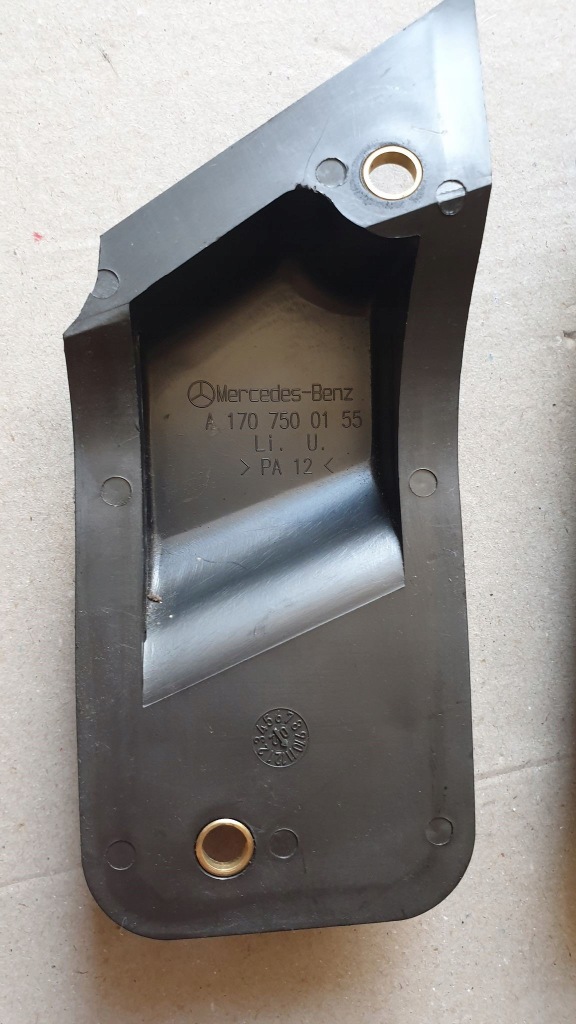 Mercedes-Benz
A 170 750 01 55
Li. U.
> PA 12 <